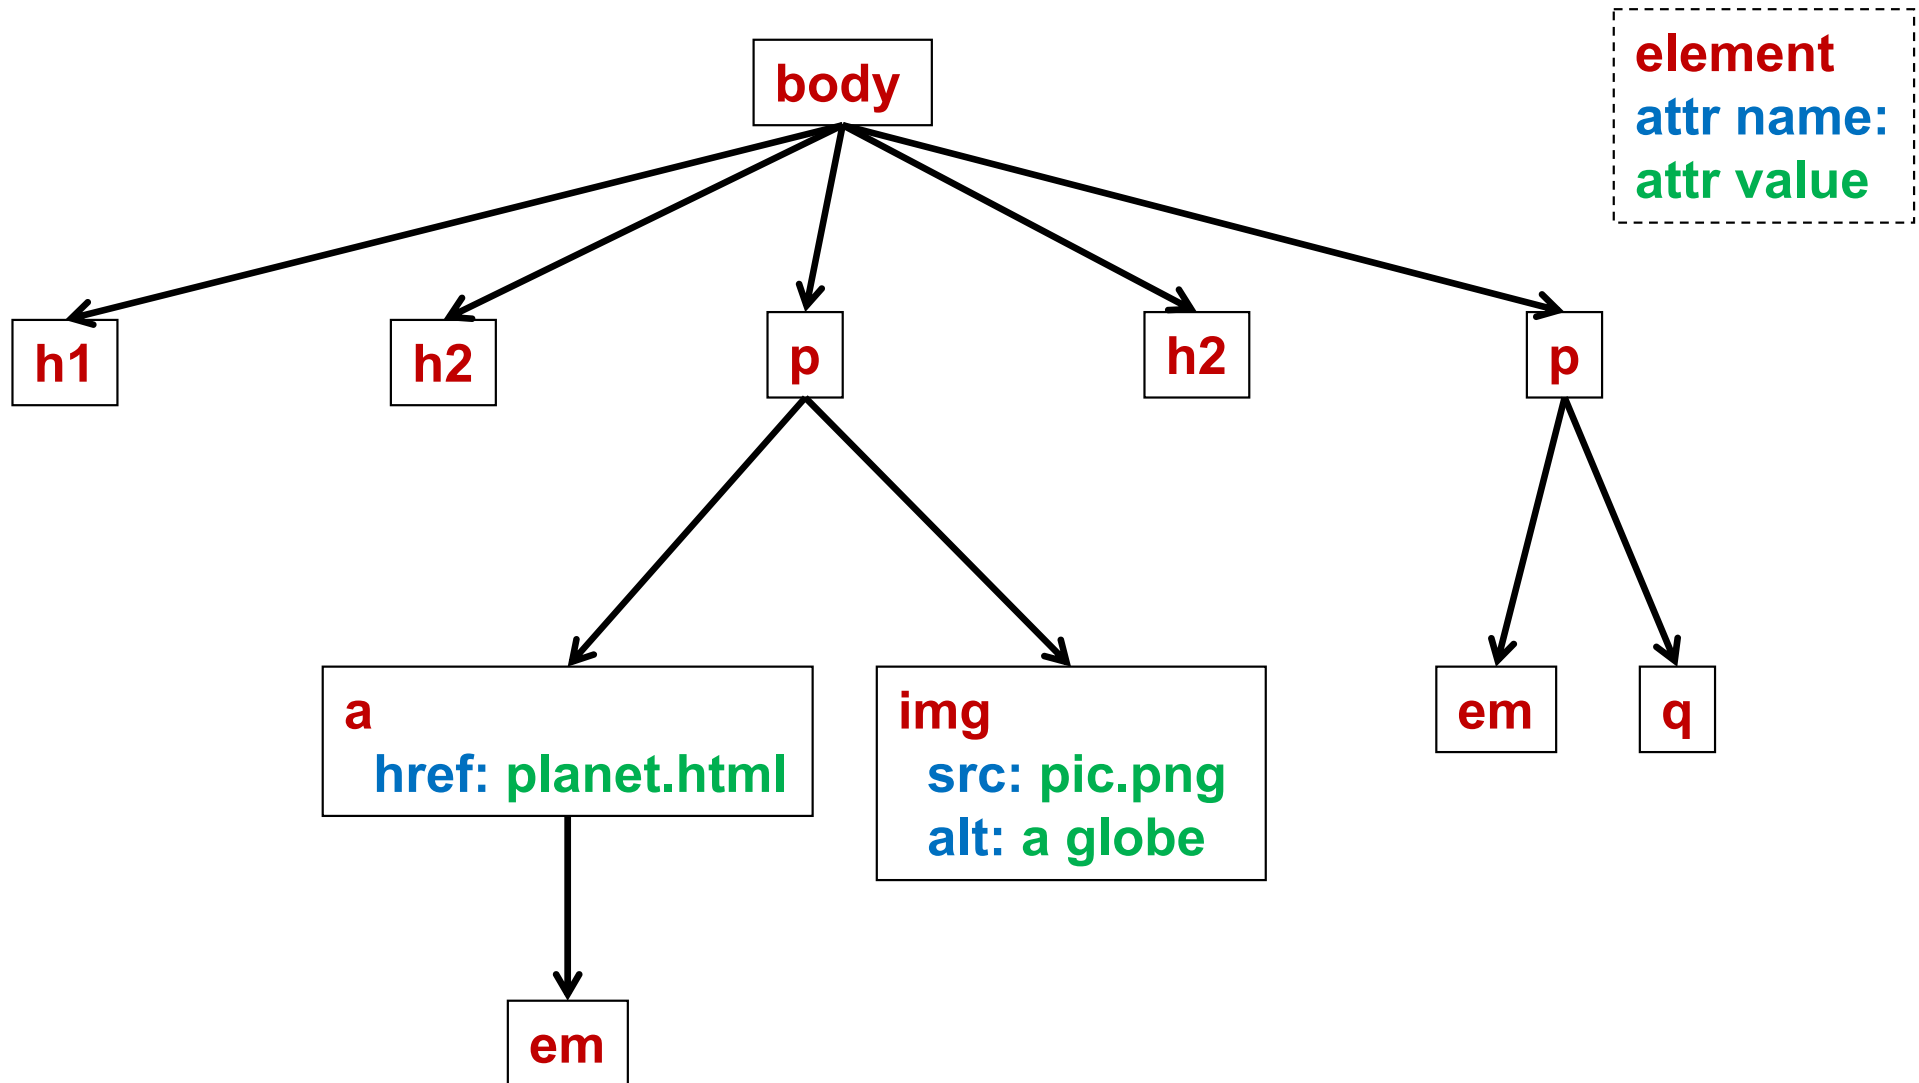 body
element
attr name:
attr value
h1
h2
p
h2
p
a
href: planet.html
img
src: pic.png
alt: a globe
em
q
em